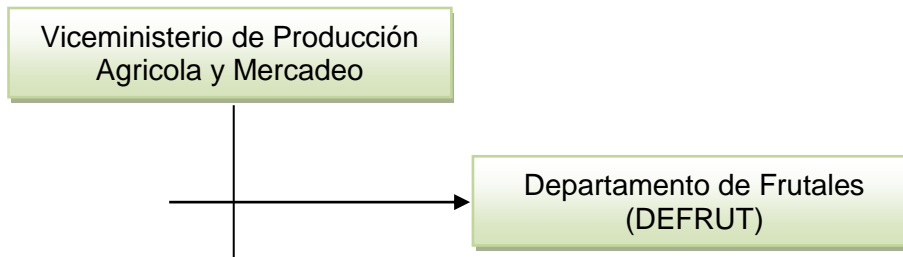 Viceministerio de Producción
Agricola y Mercadeo
Departamento de Frutales
(DEFRUT)